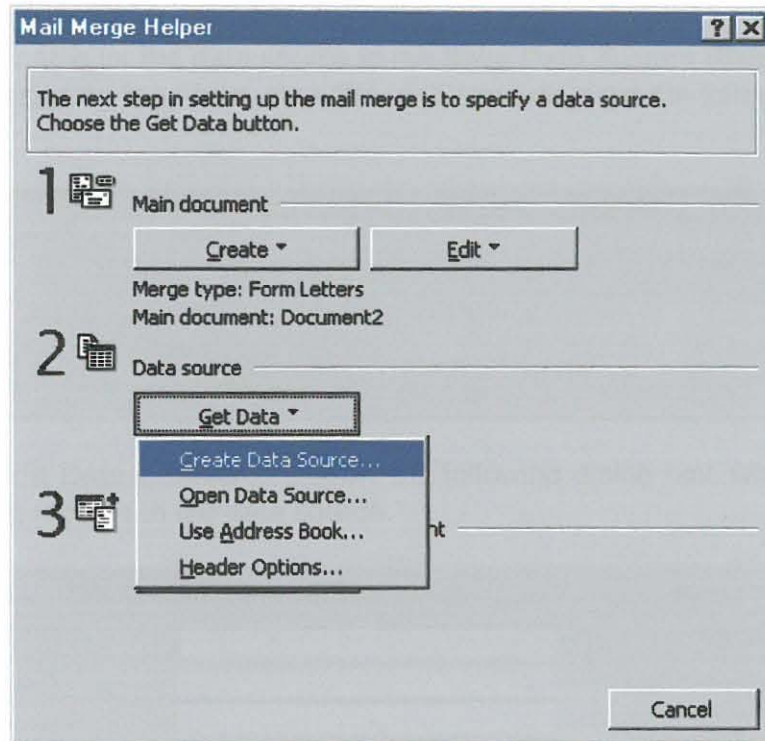 Mail Merge Helper
The next step in setting up the mail merge is to specify a data source.
Choose the Get Data button.
1
Main document
Create Edit
Merge type: Form Letters
Main document: Document2
2
Data source
Get Data
Create Data Source...
Open Data Source...
3
Use Address Book...
Header Options...
Cancel